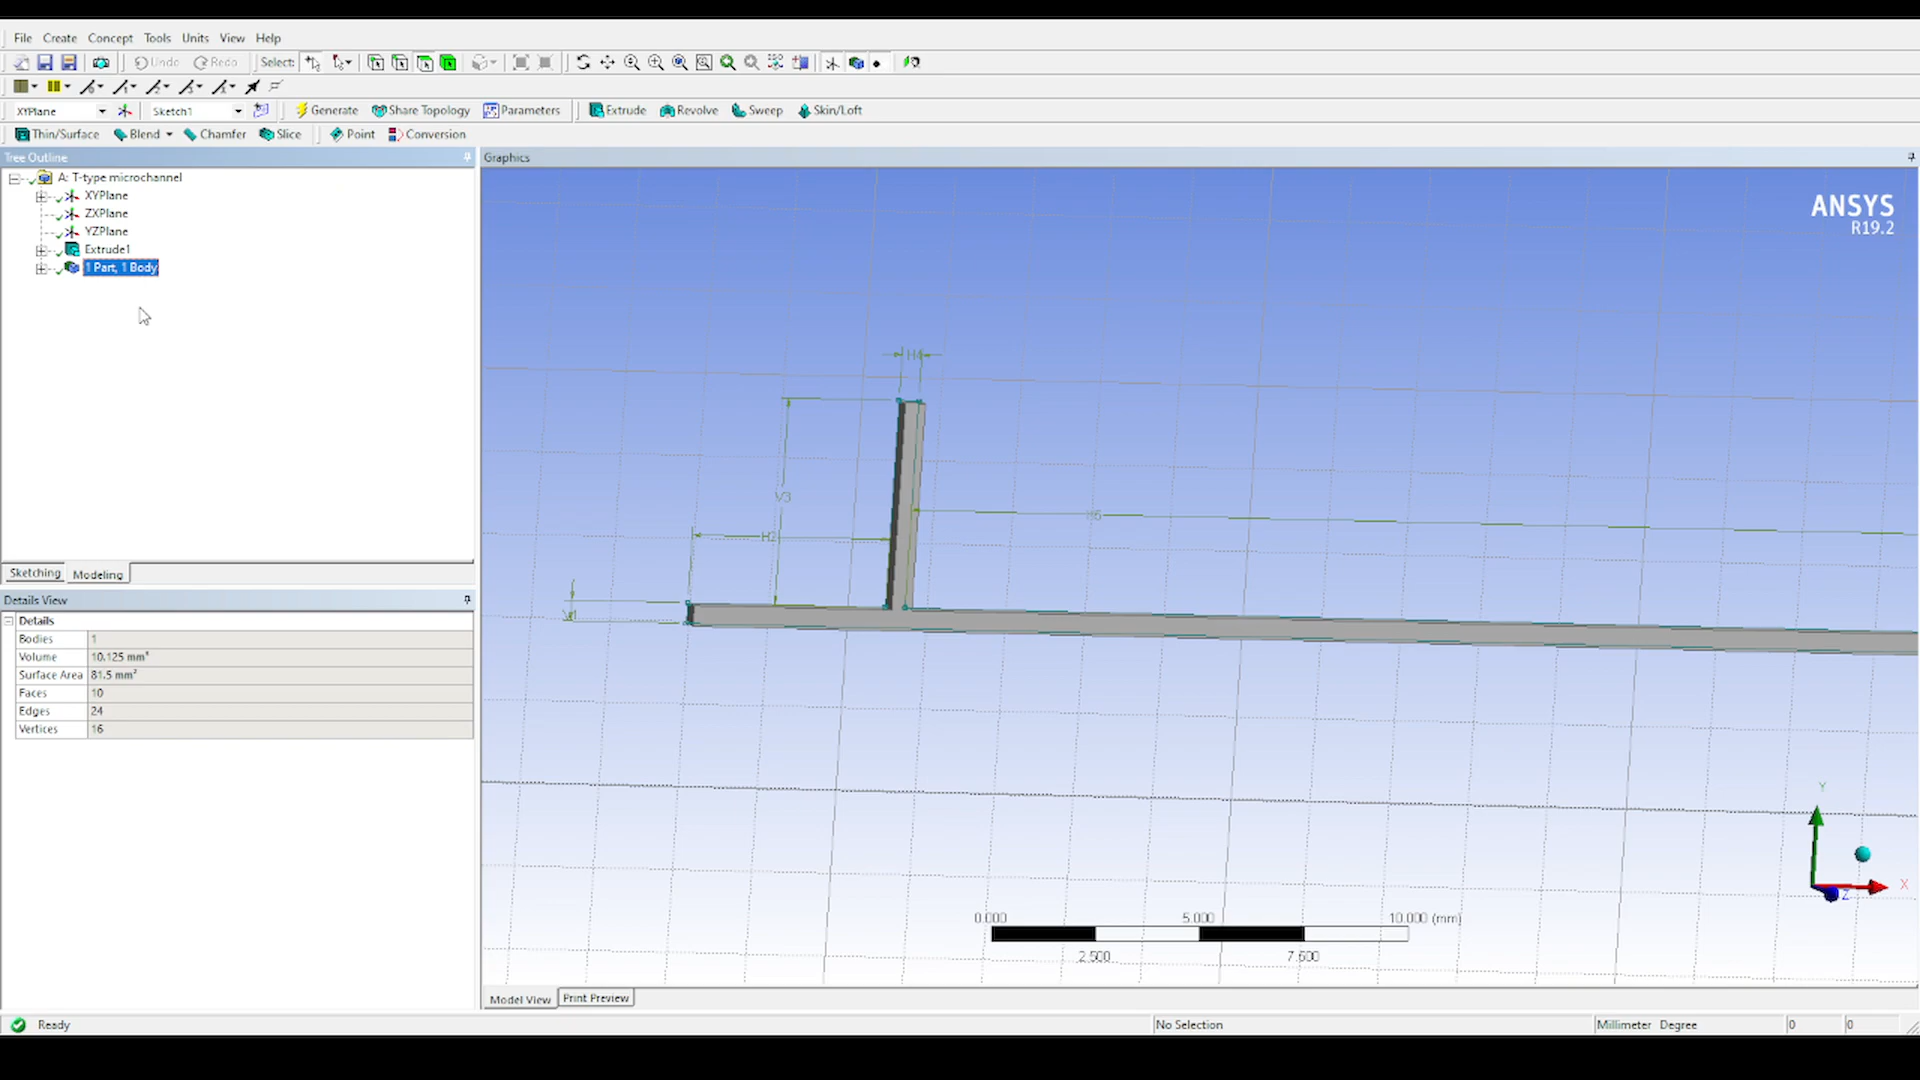 File Create Concept Tools Units View Help
Undo Redo Select:
XYPlane Sketch1 Generate Share Topology Parameters Extrude Revolve Sweep Skin/Loft
Thin/Surface Blend Chamfer Slice Point Conversion
Tree Outline
A: T-type microchannel
XYPlane
ZXPlane
YZPlane
Extrude1
1 Part, 1 Body
Sketching Modeling
Details View
Details
Bodies 1
Volume 10.125 mm³
Surface Area 81.5 mm²
Faces 10
Edges 24
Vertices 16
Graphics
ANSYS
R19.2
H4
V3
H5
H2
V1
Y
X
Z
0.000 5.000 10.000 (mm)
2.500 7.500
Model View Print Preview
Ready No Selection Millimeter Degree 0 0